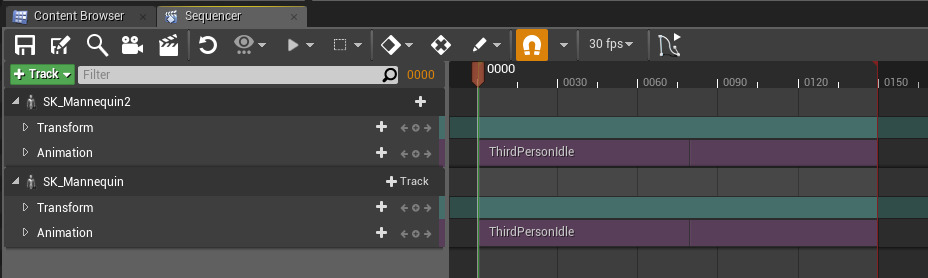 Content Browser Sequencer
30 fps
Track Filter 0000 0000
0030 0060 0090 0120 0150
SK_Mannequin2
Transform
Animation ThirdPersonIdle
SK_Mannequin Track
Transform
Animation ThirdPersonIdle